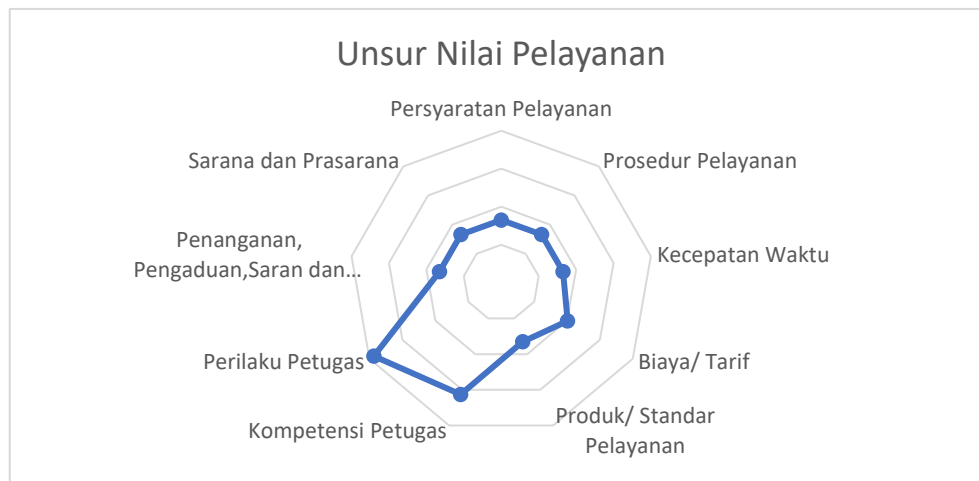 Unsur Nilai Pelayanan
Persyaratan Pelayanan
Prosedur Pelayanan
Kecepatan Waktu
Biaya/ Tarif
Produk/ Standar
Pelayanan
Kompetensi Petugas
Perilaku Petugas
Penanganan,
Pengaduan,Saran dan…
Sarana dan Prasarana